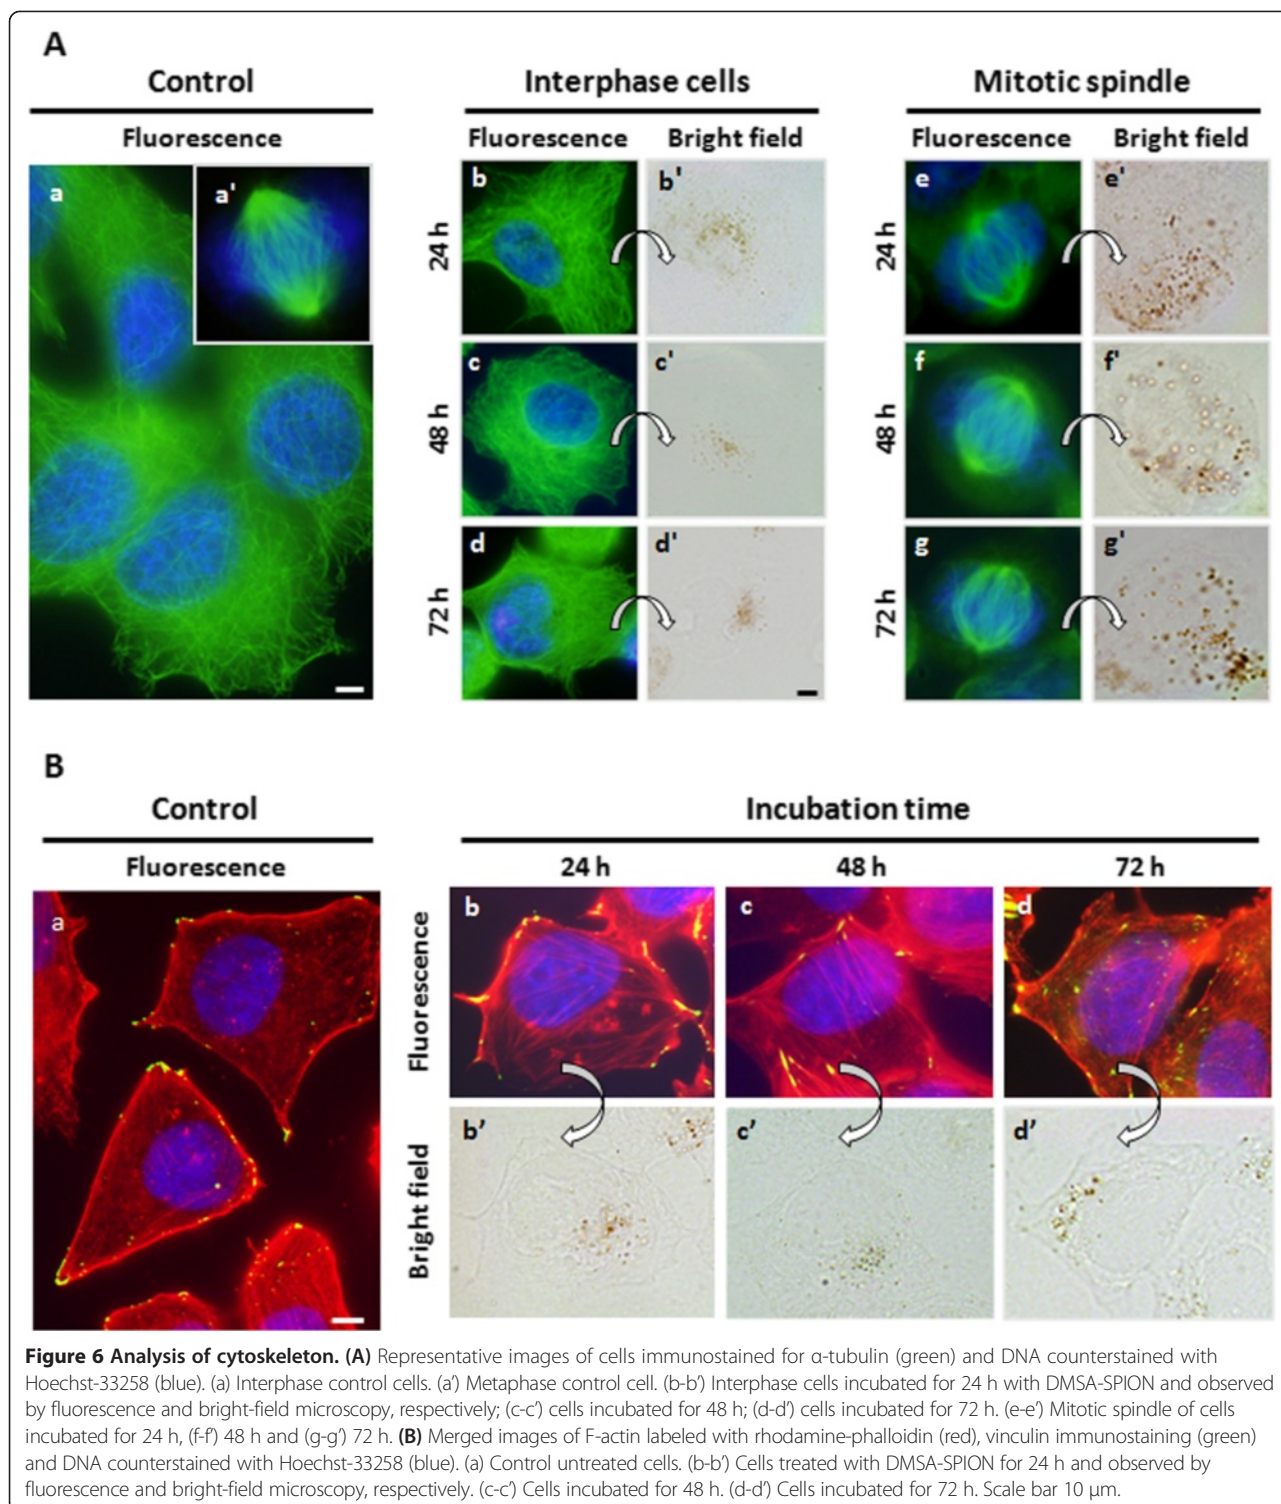 A
Control
Interphase cells
Mitotic spindle
Fluorescence
Fluorescence
Bright field
Fluorescence
Bright field
a
a'
24 h
b
b'
24 h
e
e'
48 h
c
c'
48 h
f
f'
72 h
d
d'
72 h
g
g'
B
Control
Incubation time
Fluorescence
24 h
48 h
72 h
a
Fluorescence
b
c
d
Bright field
b’
c’
d’
Figure 6 Analysis of cytoskeleton. (A) Representative images of cells immunostained for α-tubulin (green) and DNA counterstained with
Hoechst-33258 (blue). (a) Interphase control cells. (a’) Metaphase control cell. (b-b’) Interphase cells incubated for 24 h with DMSA-SPION and observed
by fluorescence and bright-field microscopy, respectively; (c-c’) cells incubated for 48 h; (d-d’) cells incubated for 72 h. (e-e’) Mitotic spindle of cells
incubated for 24 h, (f-f’) 48 h and (g-g’) 72 h. (B) Merged images of F-actin labeled with rhodamine-phalloidin (red), vinculin immunostaining (green)
and DNA counterstained with Hoechst-33258 (blue). (a) Control untreated cells. (b-b’) Cells treated with DMSA-SPION for 24 h and observed by
fluorescence and bright-field microscopy, respectively. (c-c’) Cells incubated for 48 h. (d-d’) Cells incubated for 72 h. Scale bar 10 μm.